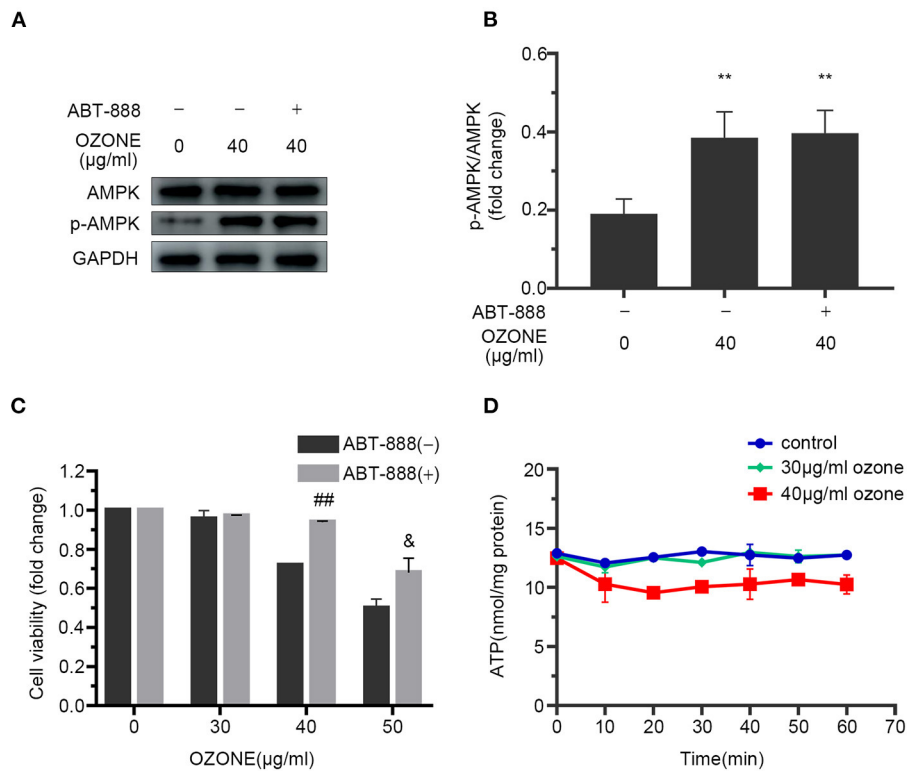 A
ABT-888 − − +
OZONE
(μg/ml) 0 40 40
AMPK
p-AMPK
GAPDH
B
p-AMPK/AMPK
(fold change)
0.6
0.4
0.2
0.0
** **
ABT-888 − − +
OZONE
(μg/ml) 0 40 40
C
ABT-888(−)
ABT-888(+)
Cell viability (fold change)
1.2
1.0
0.8
0.6
0.4
0.2
0.0
##
&
0 30 40 50
OZONE(μg/ml)
D
control
30μg/ml ozone
40μg/ml ozone
ATP(nmol/mg protein)
20
15
10
5
0
0 10 20 30 40 50 60 70
Time(min)